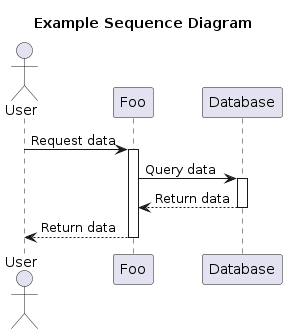 Example Sequence Diagram
User
Foo
Database
Request data
Query data
Return data
Return data
User
Foo
Database